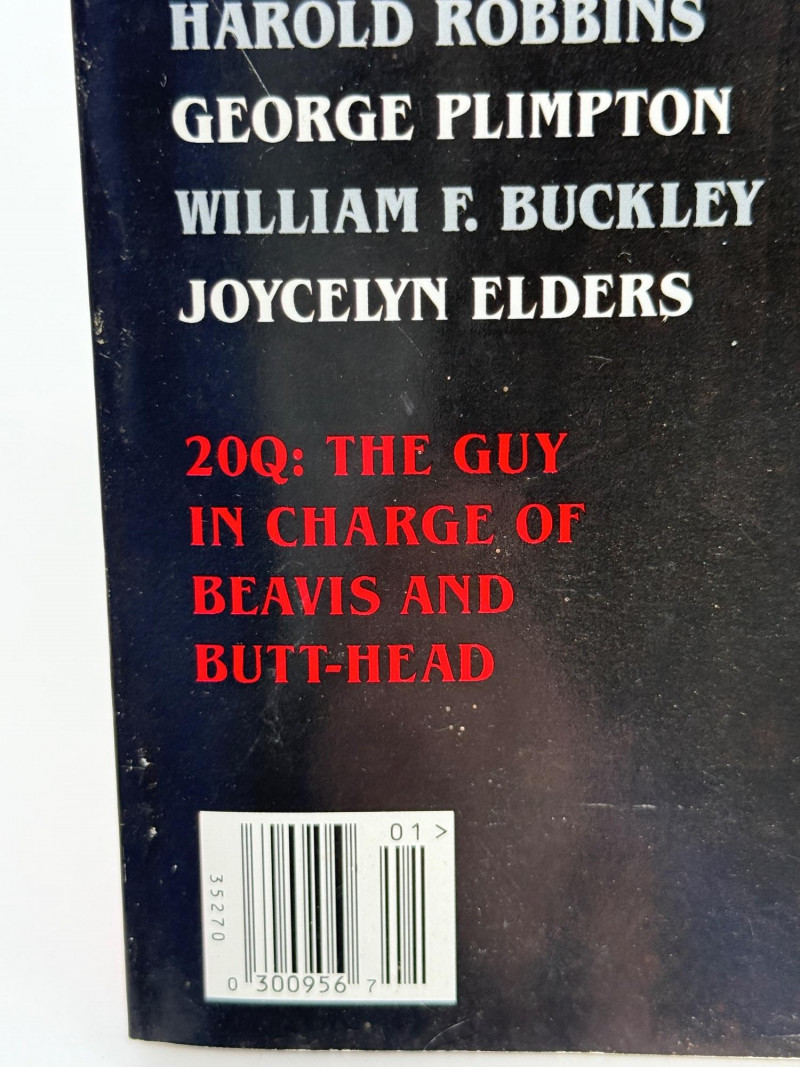 HAROLD ROBBINS
GEORGE PLIMPTON
WILLIAM F. BUCKLEY
JOYCELYN ELDERS
20Q: THE GUY
IN CHARGE OF
BEAVIS AND
BUTT-HEAD
01 >
35270
0 300956 7